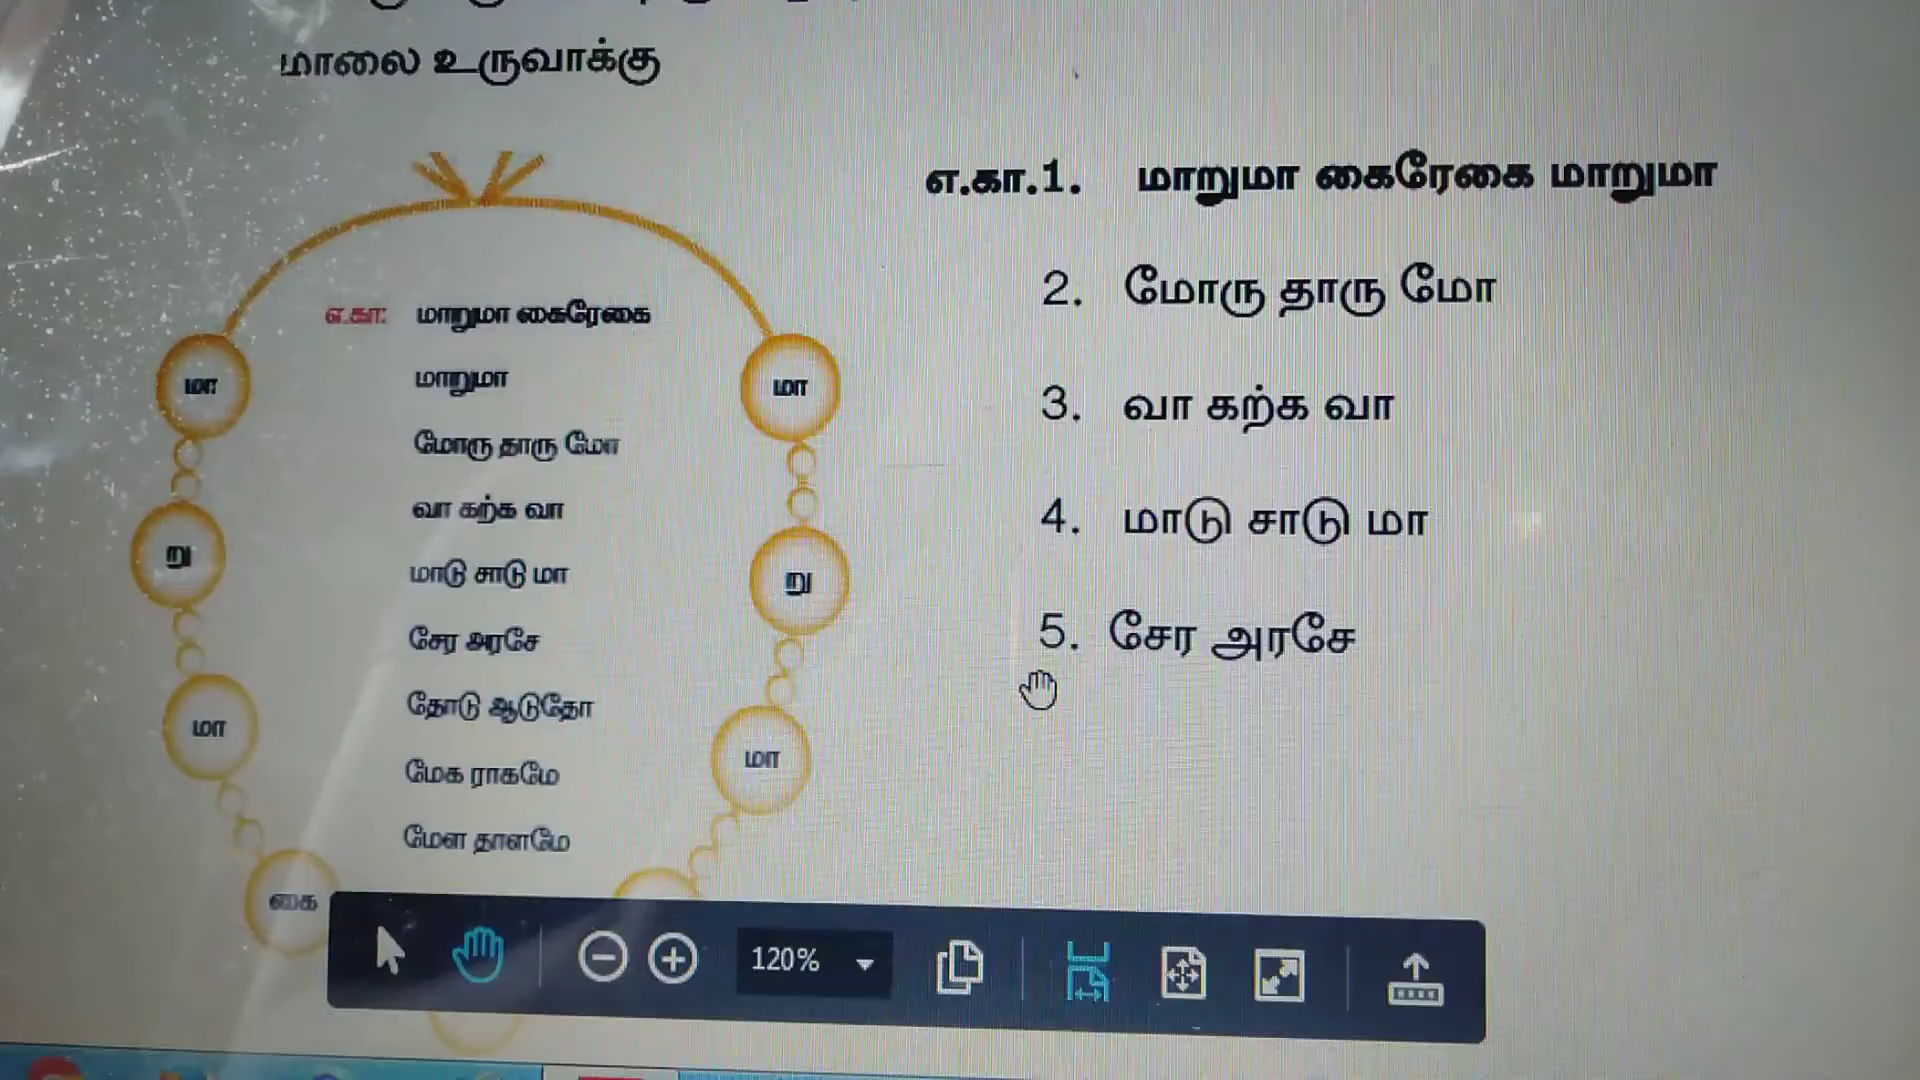 மாலை உருவாக்கு
எ.கா: மாறுமா கைரேகை
மாறுமா
மோரு தாரு மோ
வா கற்க வா
மாடு சாடு மா
சேர அரசே
தோடு ஆடுதோ
மேக ராகமே
மேள தாளமே
மா
று
மா
கை
மா
று
மா
எ.கா.1. மாறுமா கைரேகை மாறுமா
2. மோரு தாரு மோ
3. வா கற்க வா
4. மாடு சாடு மா
5. சேர அரசே
120%